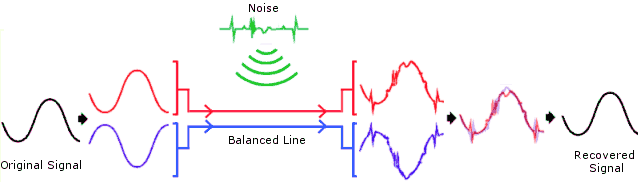 Noise
Balanced Line
Original Signal
Recovered
Signal